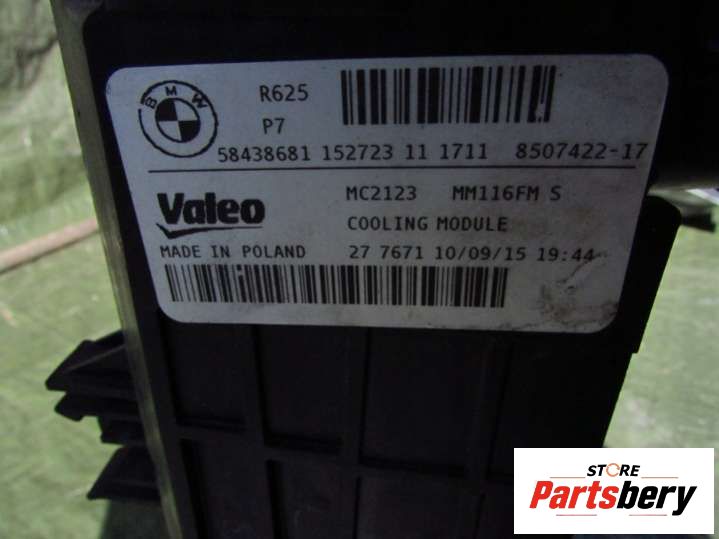 BMW
R625
P7
58438681 152723 11 1711 8507422-17
Valeo MC2123 MM116FM S
COOLING MODULE
MADE IN POLAND 27 7671 10/09/15 19:44
STORE
Partsbery